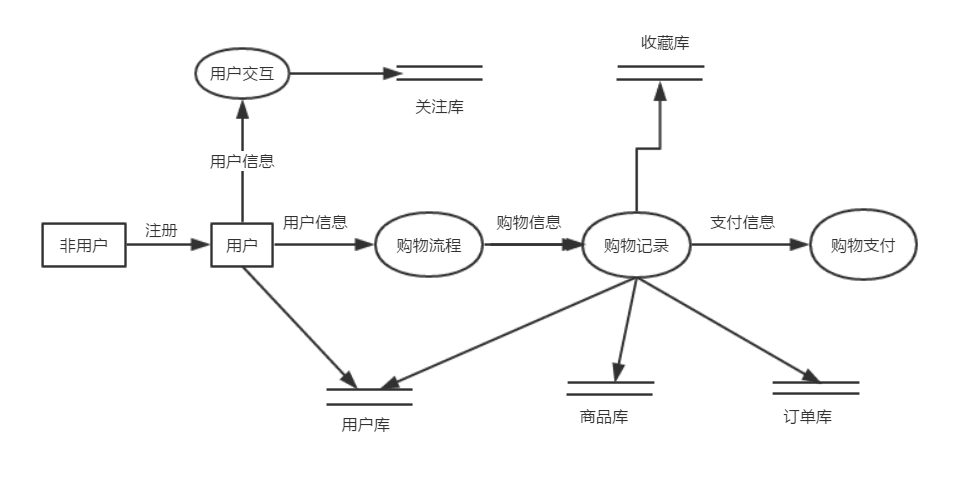 收藏库
用户交互
关注库
用户信息
非用户
注册
用户
用户信息
购物流程
购物信息
购物记录
支付信息
购物支付
用户库
商品库
订单库